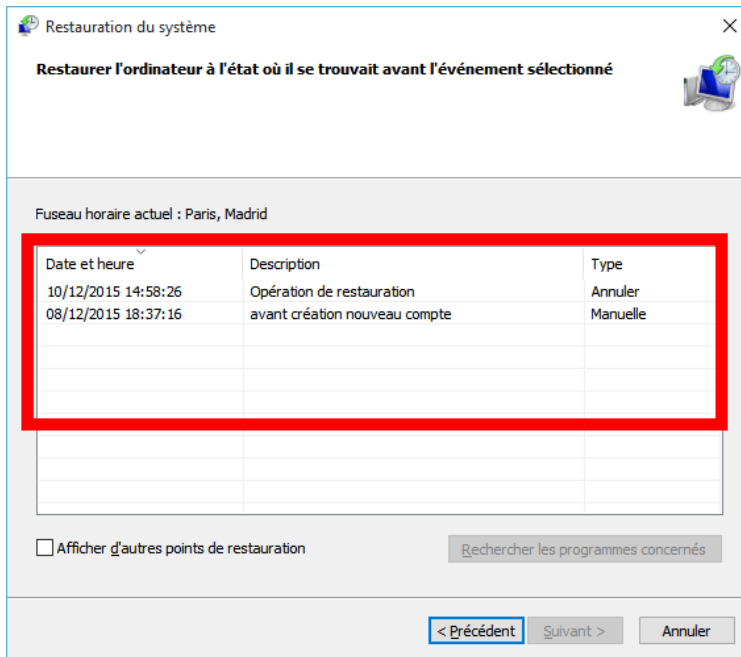 Restauration du système
Restaurer l'ordinateur à l'état où il se trouvait avant l'événement sélectionné
Fuseau horaire actuel : Paris, Madrid
Date et heure Description Type
10/12/2015 14:58:26 Opération de restauration Annuler
08/12/2015 18:37:16 avant création nouveau compte Manuelle
Afficher d'autres points de restauration Rechercher les programmes concernés
< Précédent Suivant > Annuler